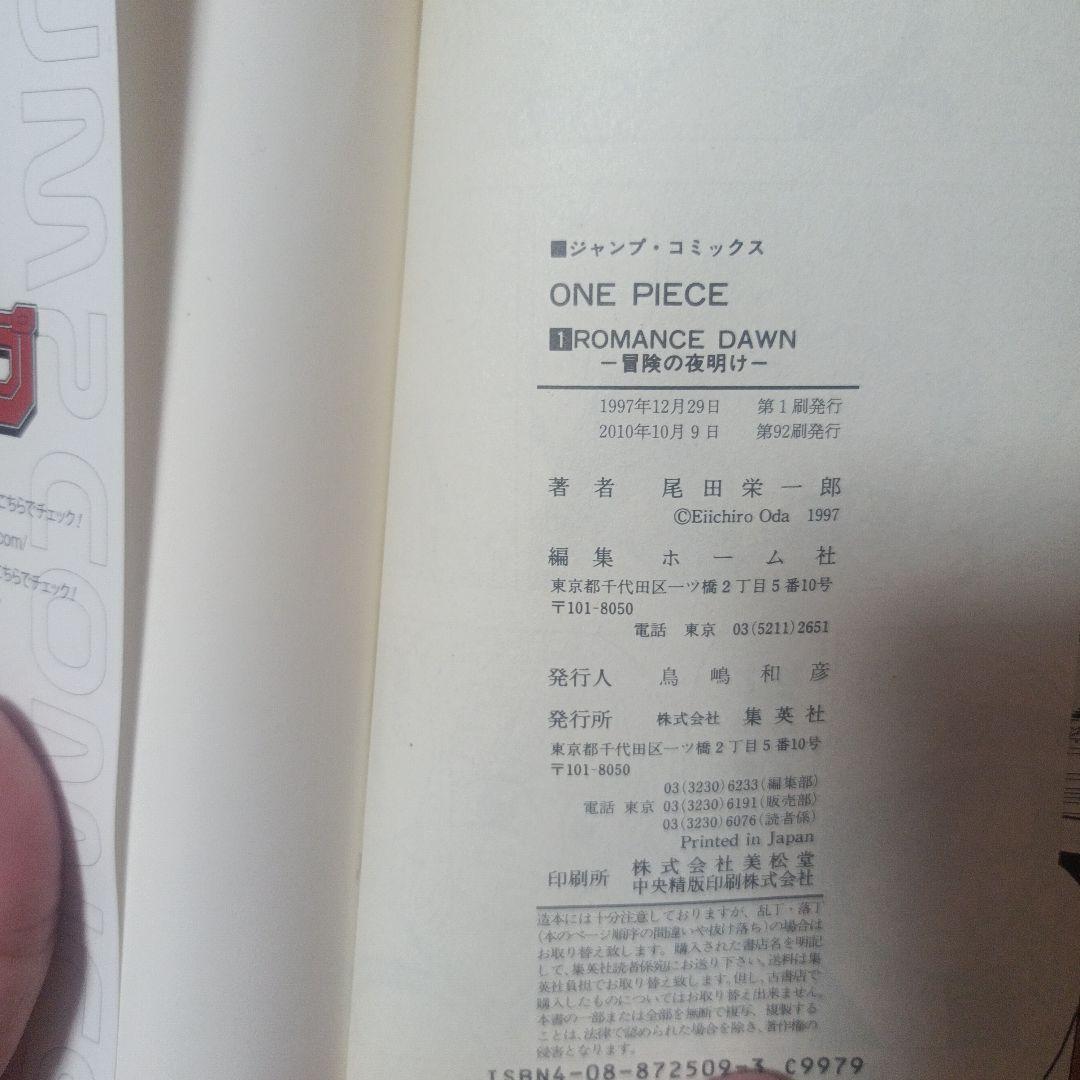 ■ジャンプ・コミックス
ONE PIECE
1 ROMANCE DAWN
－冒険の夜明け－
1997年12月29日 第1刷発行
2010年10月9日 第92刷発行
著者 尾田栄一郎
©Eiichiro Oda 1997
編集 ホーム社
東京都千代田区一ツ橋2丁目5番10号
〒101-8050
電話 東京 03(5211)2651
発行人 鳥嶋和彦
発行所 株式会社 集英社
東京都千代田区一ツ橋2丁目5番10号
〒101-8050
03(3230)6233(編集部)
電話 東京 03(3230)6191(販売部)
03(3230)6076(読者係)
Printed in Japan
印刷所 株式会社美松堂
中央精版印刷株式会社
造本には十分注意しておりますが、乱丁・落丁
(本のページ順序の間違いや抜け落ち)の場合は
お取り替え致します。購入された書店名を明記
して、集英社読者係宛にお送り下さい。送料は集
英社負担でお取り替え致します。但し、古書店で
購入したものについてはお取り替え出来ません。
本書の一部または全部を無断で複写、複製する
ことは、法律で認められた場合を除き、著作権の
侵害となります。
ISBN4-08-872509-3 C9979
こちらでチェック!
com/
ちらでチェック!